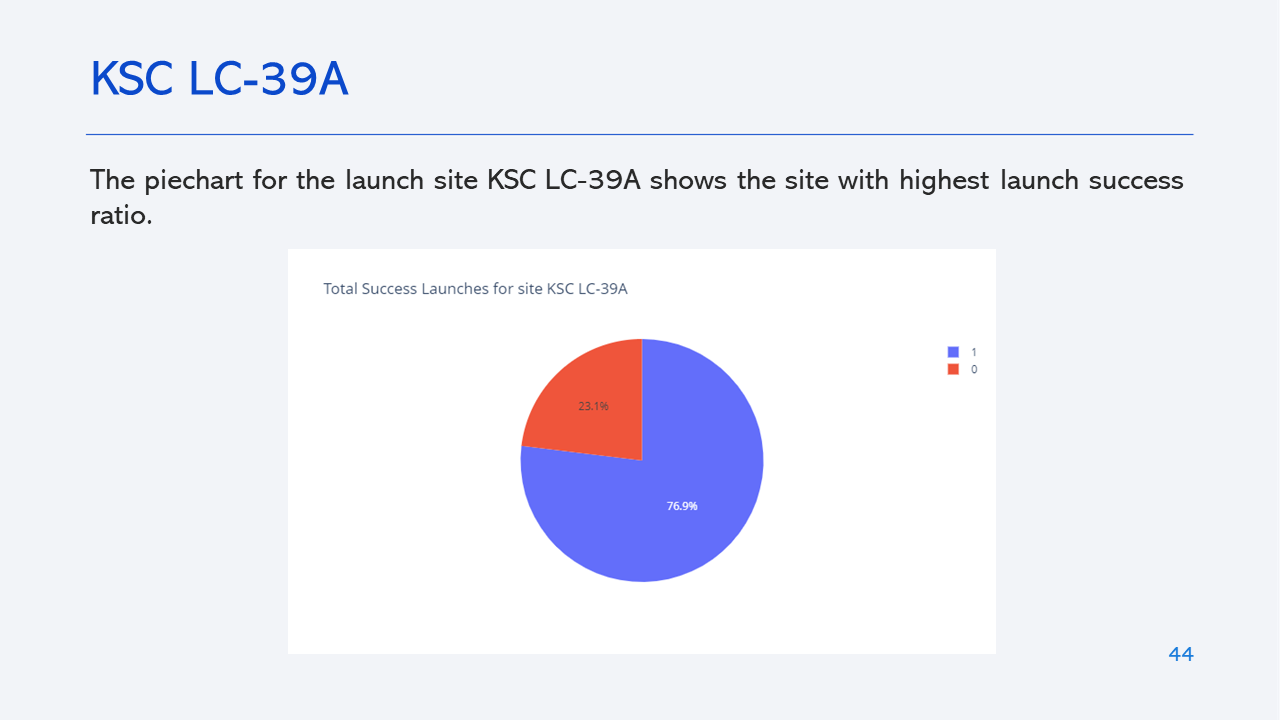 KSC LC-39A
The piechart for the launch site KSC LC-39A shows the site with highest launch success
ratio.
Total Success Launches for site KSC LC-39A
1
0
23.1%
76.9%
44